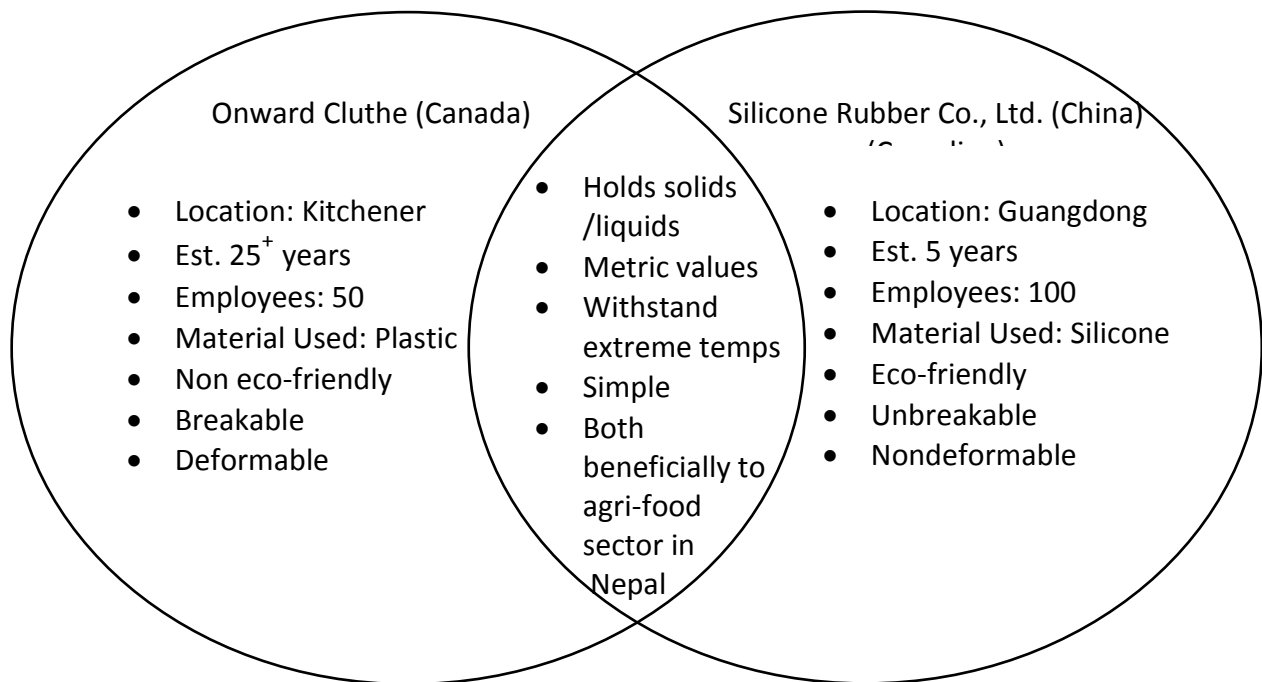 Onward Cluthe (Canada)
• Location: Kitchener
• Est. 25⁺ years
• Employees: 50
• Material Used: Plastic
• Non eco-friendly
• Breakable
• Deformable
• Holds solids
/liquids
• Metric values
• Withstand
extreme temps
• Simple
• Both
beneficially to
agri-food
sector in
Nepal
Silicone Rubber Co., Ltd. (China)
• Location: Guangdong
• Est. 5 years
• Employees: 100
• Material Used: Silicone
• Eco-friendly
• Unbreakable
• Nondeformable